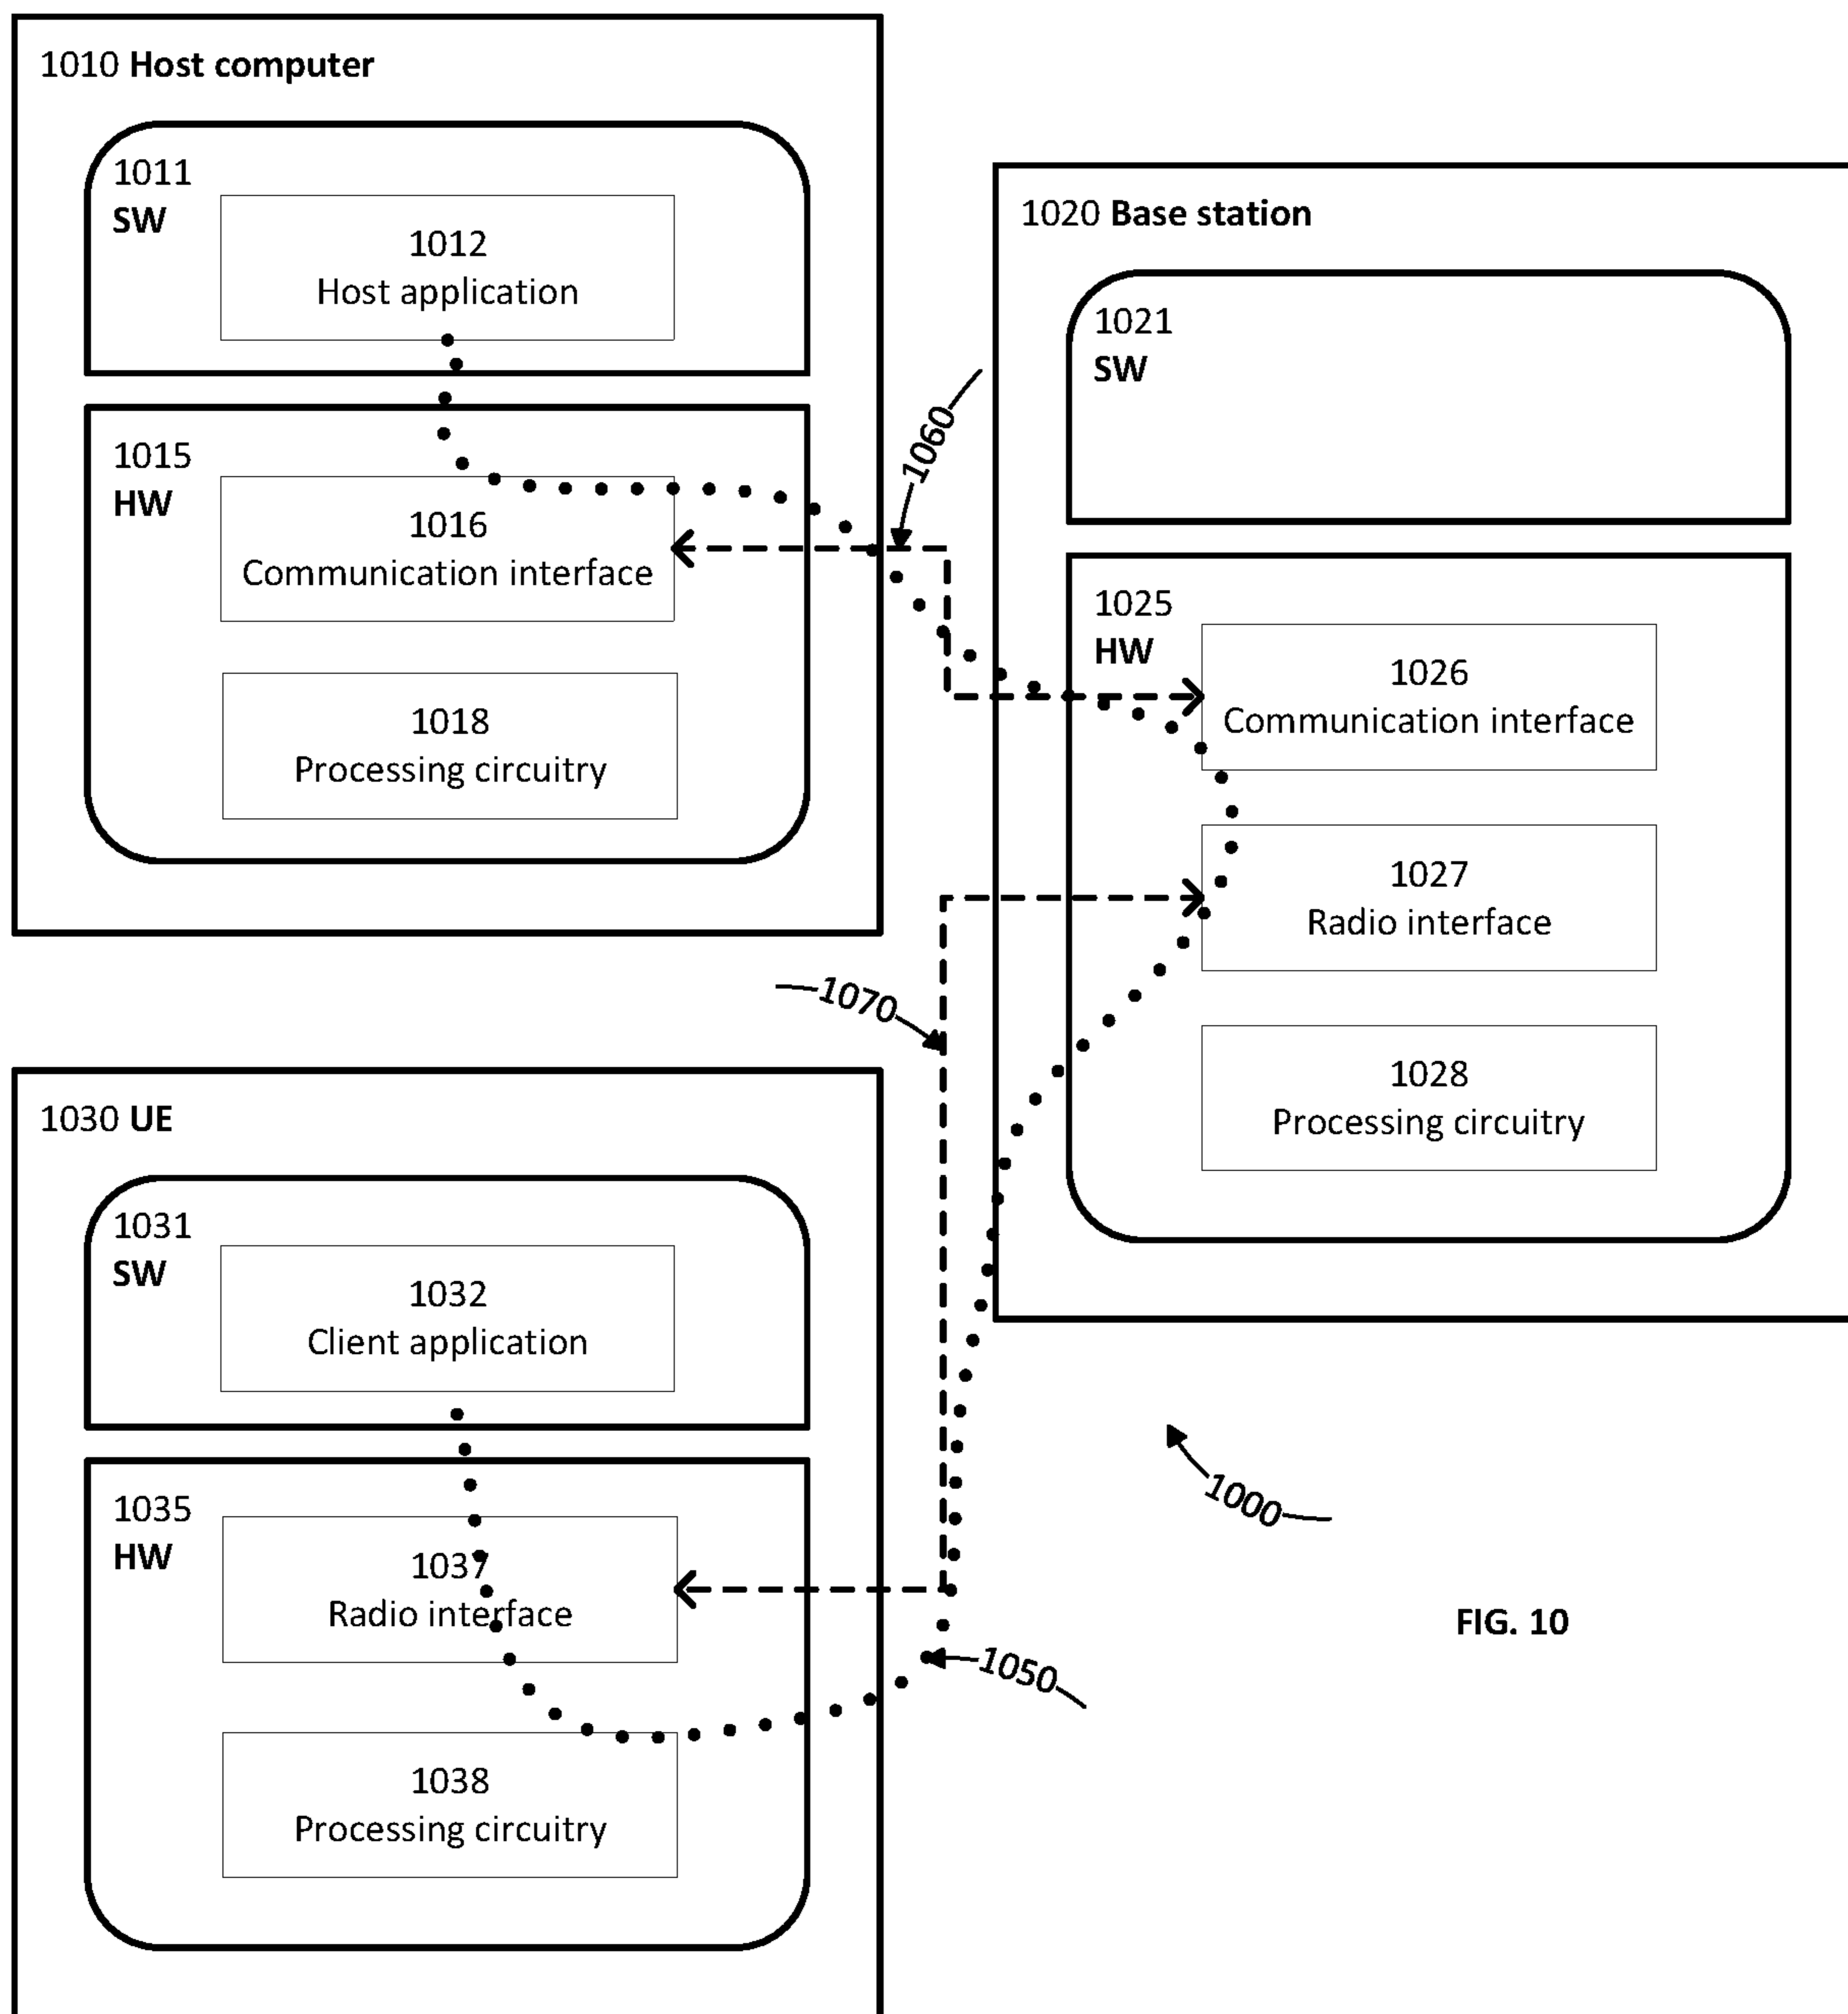 1010 Host computer
1011
SW
1012
Host application
1015
HW
1016
Communication interface
1018
Processing circuitry
1060
1020 Base station
1021
SW
1025
HW
1026
Communication interface
1027
Radio interface
1028
Processing circuitry
1070
1030 UE
1031
SW
1032
Client application
1035
HW
1037
Radio interface
1038
Processing circuitry
1050
1000
FIG. 10